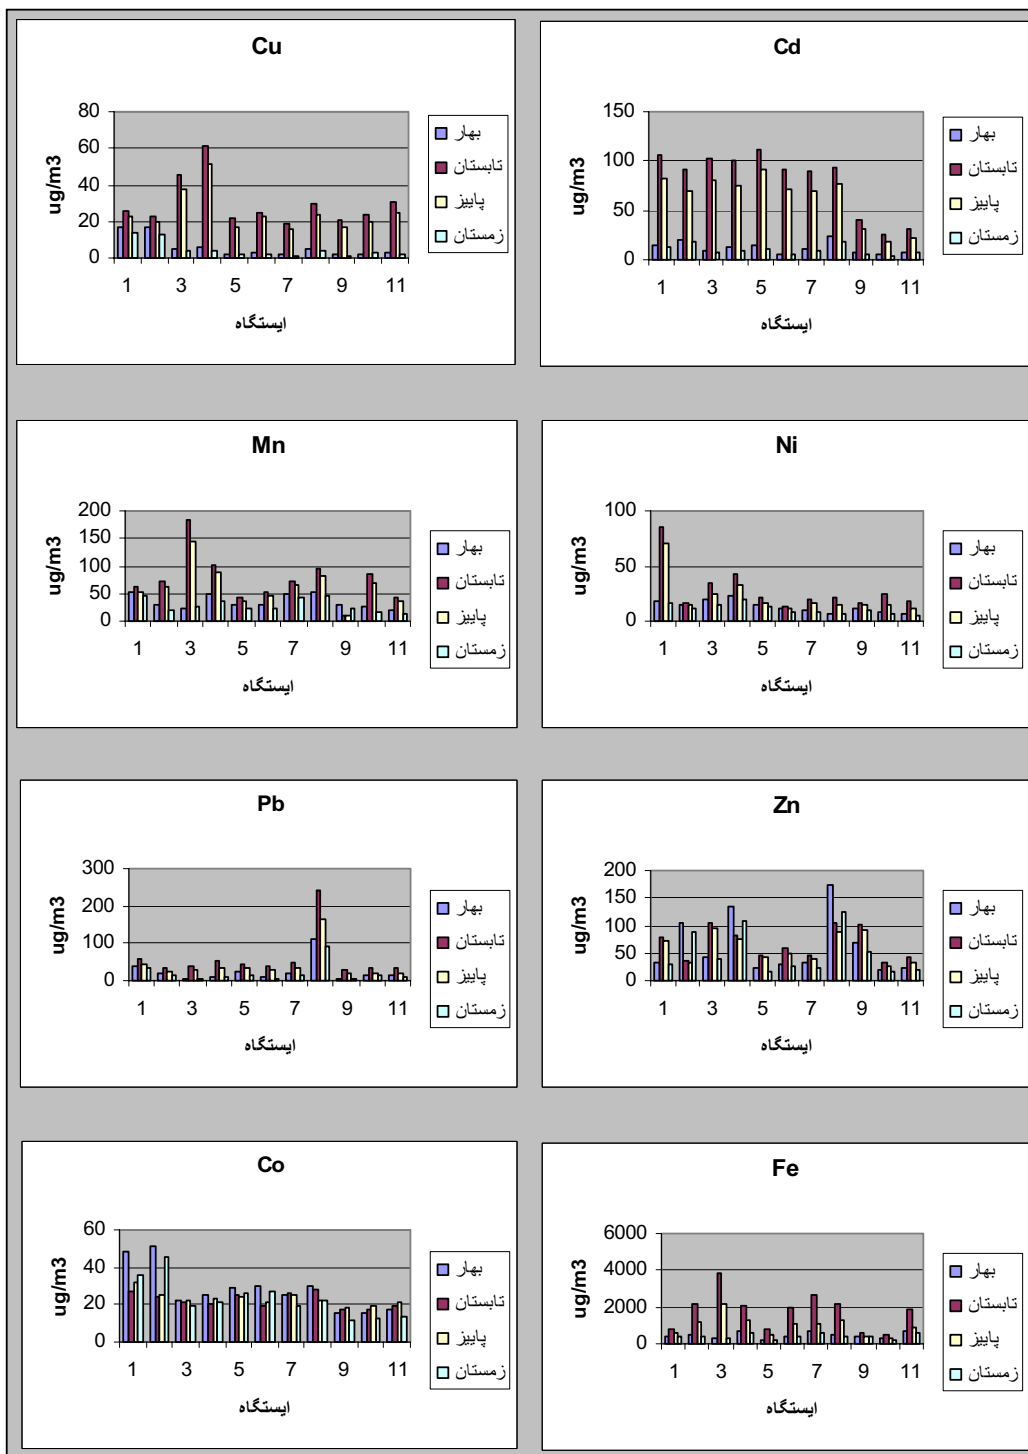 Cu
80
60
40
20
0
ug/m3
1 3 5 7 9 11
ایستگاه
بهار
تابستان
پاییز
زمستان
Cd
150
100
50
0
ug/m3
1 3 5 7 9 11
ایستگاه
بهار
تابستان
پاییز
زمستان
Mn
200
150
100
50
0
ug/m3
1 3 5 7 9 11
ایستگاه
بهار
تابستان
پاییز
زمستان
Ni
100
50
0
ug/m3
1 3 5 7 9 11
ایستگاه
بهار
تابستان
پاییز
زمستان
Pb
300
200
100
0
ug/m3
1 3 5 7 9 11
ایستگاه
بهار
تابستان
پاییز
زمستان
Zn
200
150
100
50
0
ug/m3
1 3 5 7 9 11
ایستگاه
بهار
تابستان
پاییز
زمستان
Co
60
40
20
0
ug/m3
1 3 5 7 9 11
ایستگاه
بهار
تابستان
پاییز
زمستان
Fe
6000
4000
2000
0
ug/m3
1 3 5 7 9 11
ایستگاه
بهار
تابستان
پاییز
زمستان